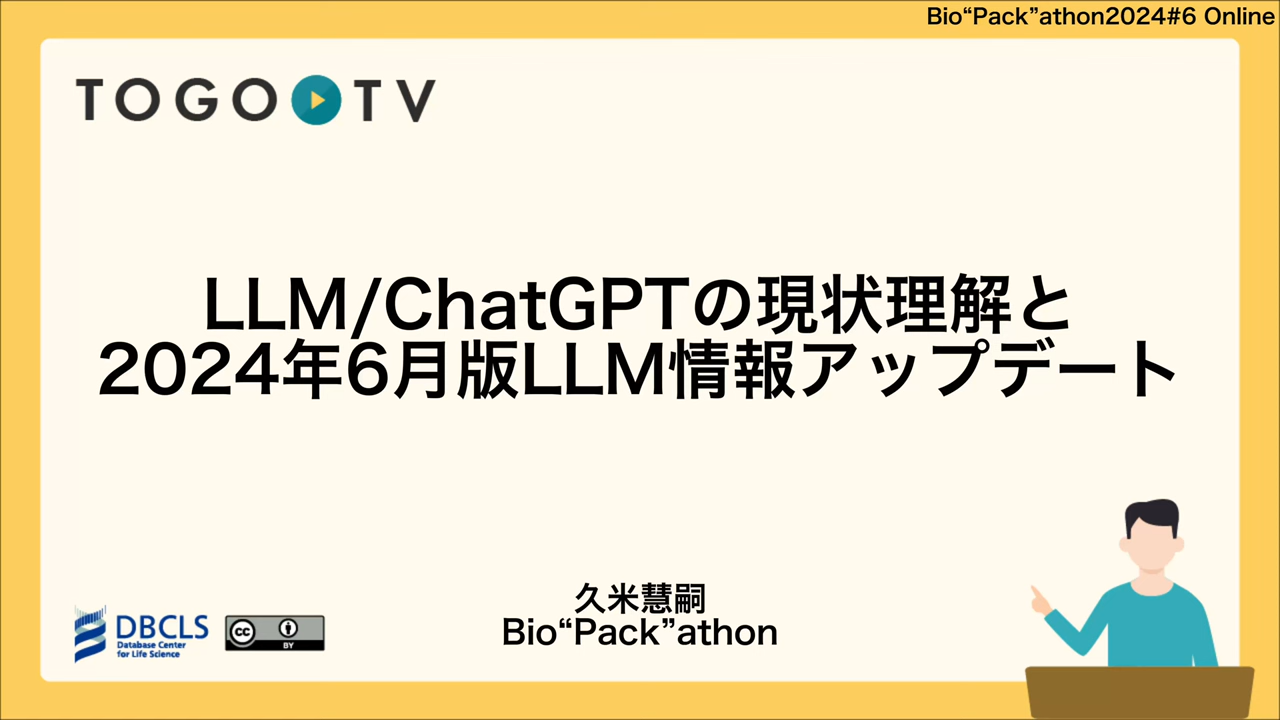 Bio“Pack”athon2024#6 Online
TOGO TV
LLM/ChatGPTの現状理解と
2024年6月版LLM情報アップデート
久米慧嗣
Bio“Pack”athon
DBCLS
Database Center
for Life Science
cc
BY